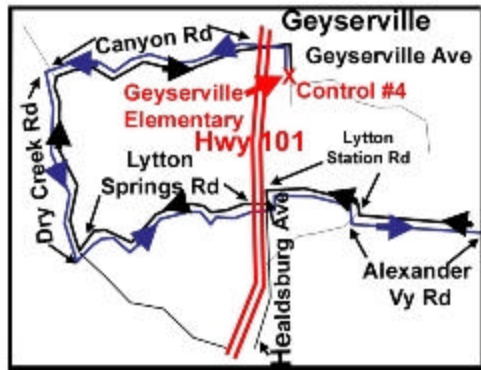 Geyserville
Canyon Rd
Geyserville Ave
Geyserville
Elementary
X Control #4
Hwy 101
Dry Creek Rd
Lytton
Springs Rd
Lytton
Station Rd
Healdsburg Ave
Alexander
Vy Rd